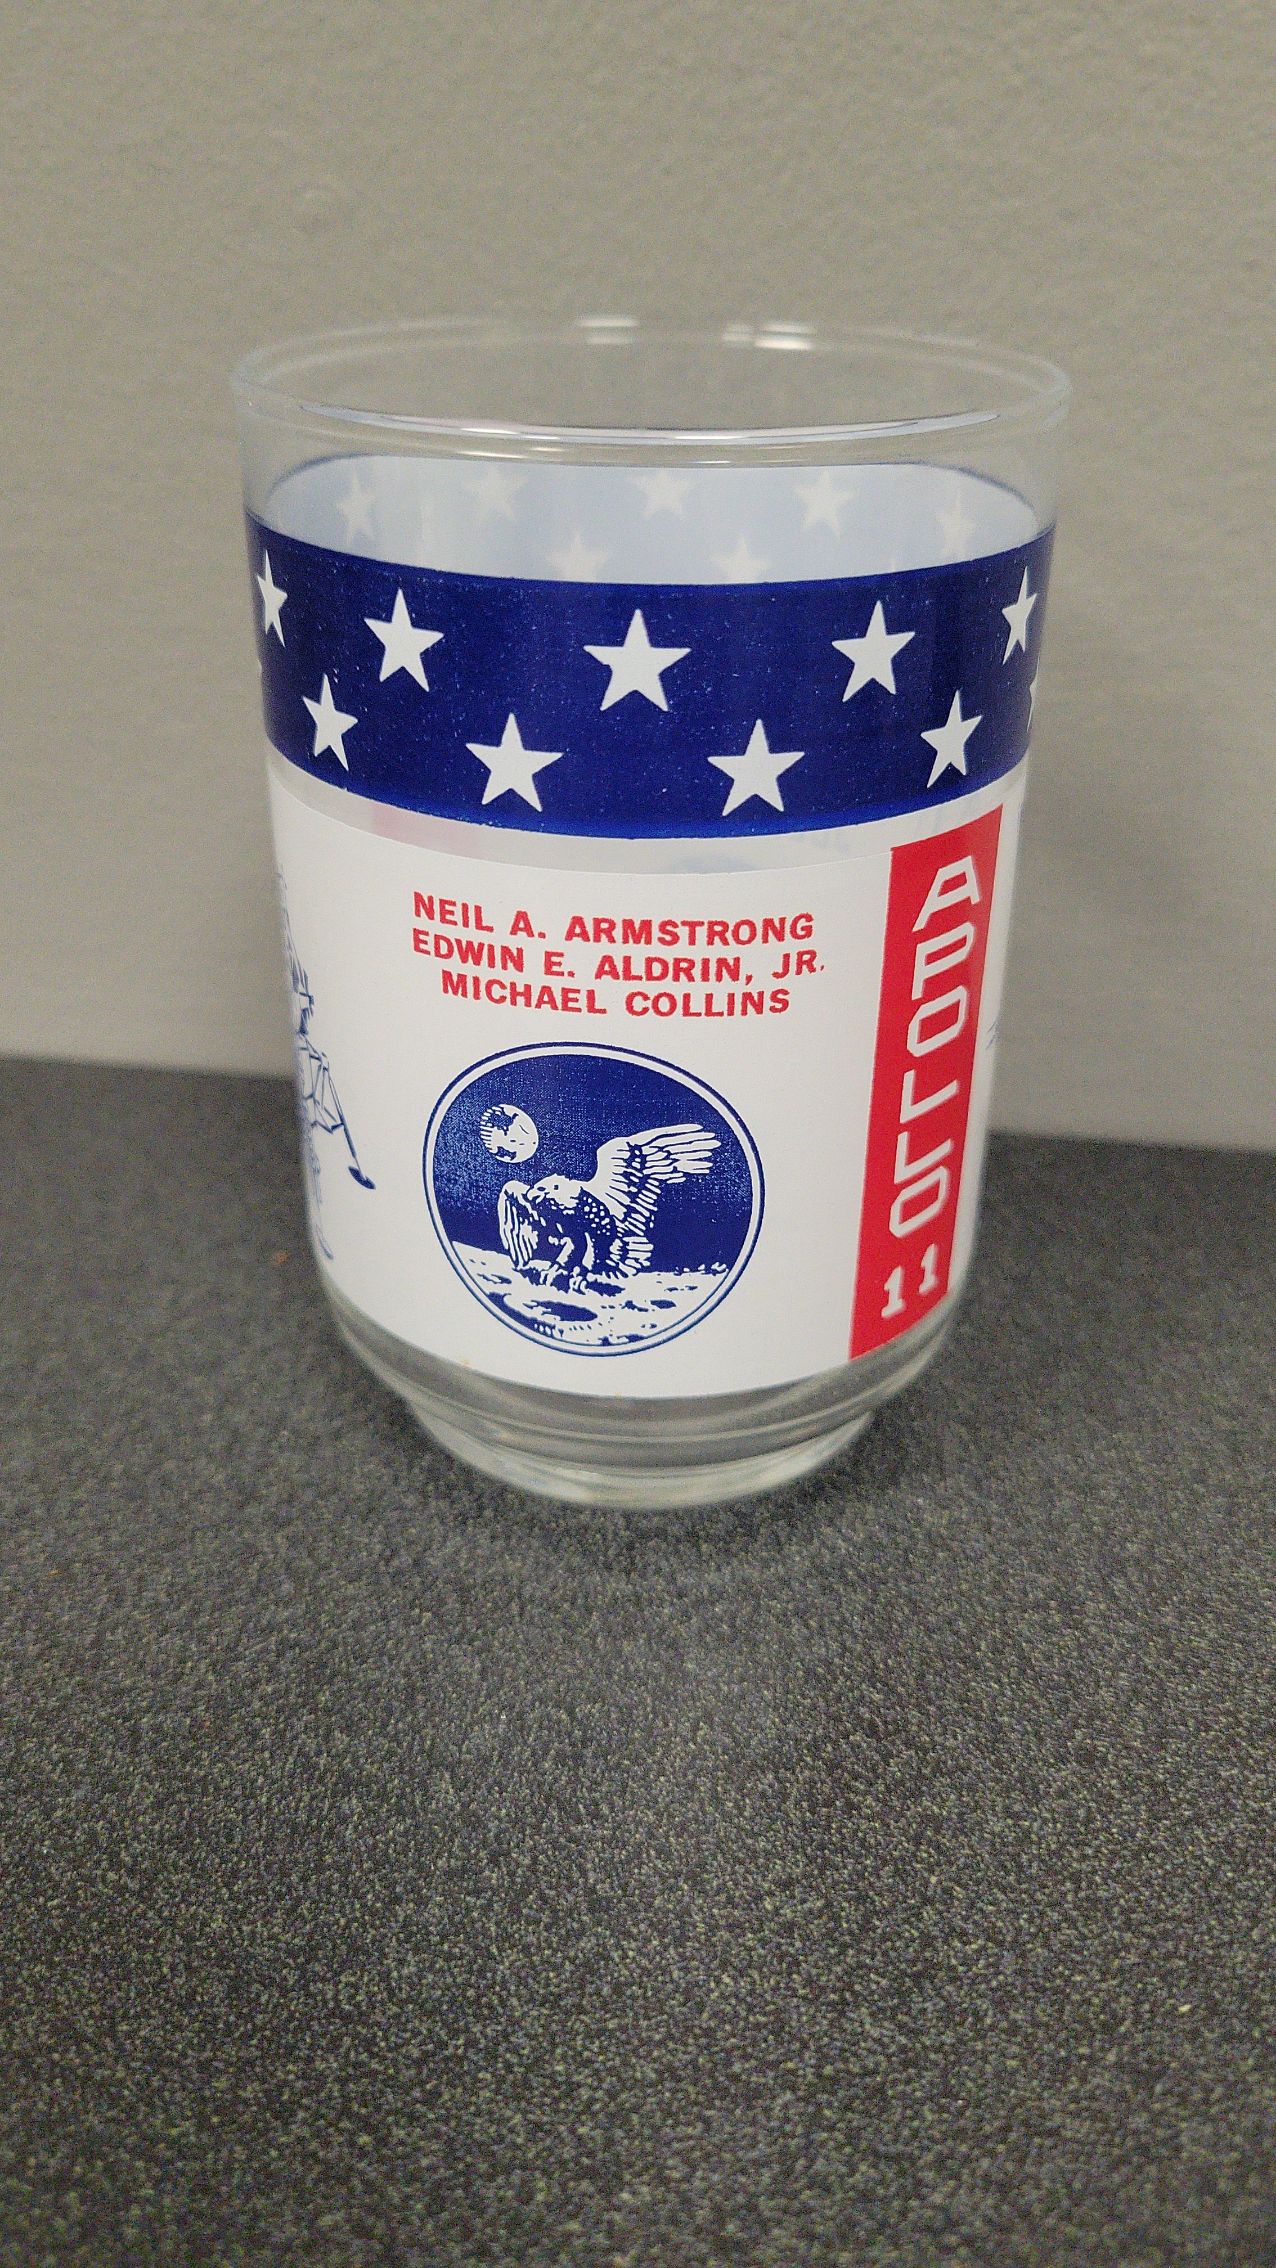 NEIL A. ARMSTRONG
EDWIN E. ALDRIN, JR.
MICHAEL COLLINS
APOLLO 11